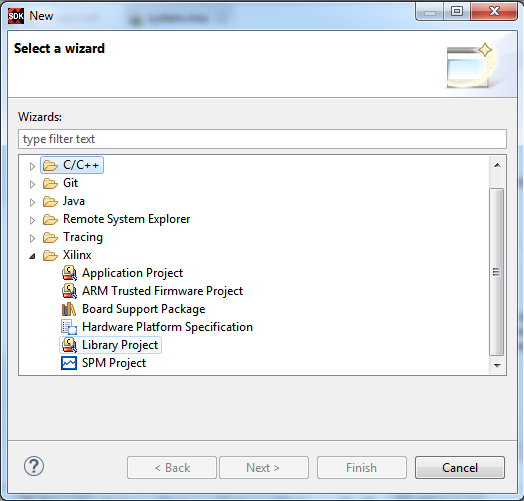 SDK New
Select a wizard
Wizards:
type filter text
C/C++
Git
Java
Remote System Explorer
Tracing
Xilinx
Application Project
ARM Trusted Firmware Project
Board Support Package
Hardware Platform Specification
Library Project
SPM Project
? < Back Next > Finish Cancel